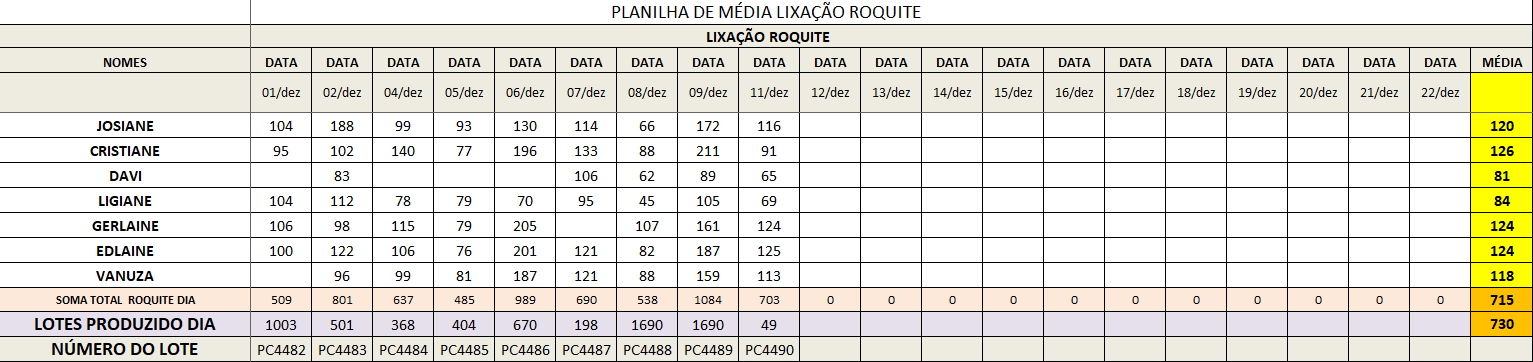 PLANILHA DE MÉDIA LIXAÇÃO ROQUITE
LIXAÇÃO ROQUITE
NOMES DATA DATA DATA DATA DATA DATA DATA DATA DATA DATA DATA DATA DATA DATA DATA DATA DATA DATA DATA DATA MÉDIA
01/dez 02/dez 04/dez 05/dez 06/dez 07/dez 08/dez 09/dez 11/dez 12/dez 13/dez 14/dez 15/dez 16/dez 17/dez 18/dez 19/dez 20/dez 21/dez 22/dez
JOSIANE 104 188 99 93 130 114 66 172 116 120
CRISTIANE 95 102 140 77 196 133 88 211 91 126
DAVI 83 106 62 89 65 81
LIGIANE 104 112 78 79 70 95 45 105 69 84
GERLAINE 106 98 115 79 205 107 161 124 124
EDLAINE 100 122 106 76 201 121 82 187 125 124
VANUZA 96 99 81 187 121 88 159 113 118
SOMA TOTAL ROQUITE DIA 509 801 637 485 989 690 538 1084 703 0 0 0 0 0 0 0 0 0 0 0 715
LOTES PRODUZIDO DIA 1003 501 368 404 670 198 1690 1690 49 730
NÚMERO DO LOTE PC4482 PC4483 PC4484 PC4485 PC4486 PC4487 PC4488 PC4489 PC4490